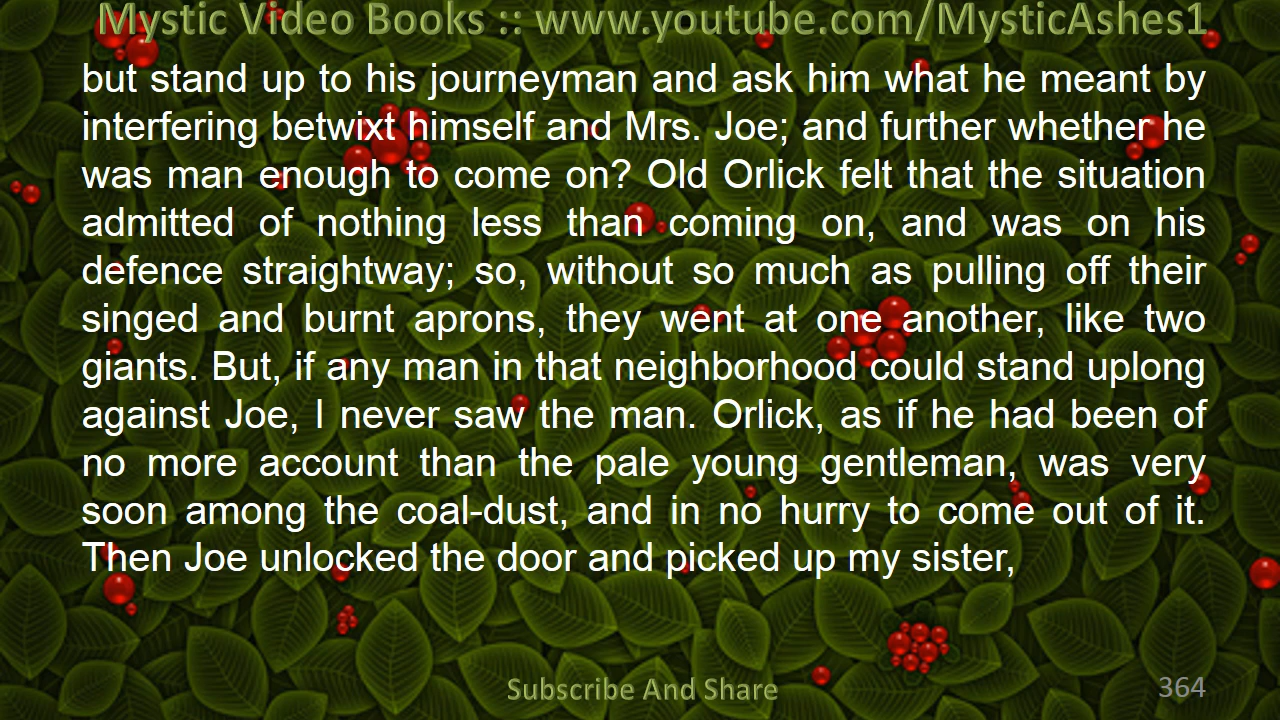 Mystic Video Books :: www.youtube.com/MysticAshes1
but stand up to his journeyman and ask him what he meant by
interfering betwixt himself and Mrs. Joe; and further whether he
was man enough to come on? Old Orlick felt that the situation
admitted of nothing less than coming on, and was on his
defence straightway; so, without so much as pulling off their
singed and burnt aprons, they went at one another, like two
giants. But, if any man in that neighborhood could stand uplong
against Joe, I never saw the man. Orlick, as if he had been of
no more account than the pale young gentleman, was very
soon among the coal-dust, and in no hurry to come out of it.
Then Joe unlocked the door and picked up my sister,
Subscribe And Share
364